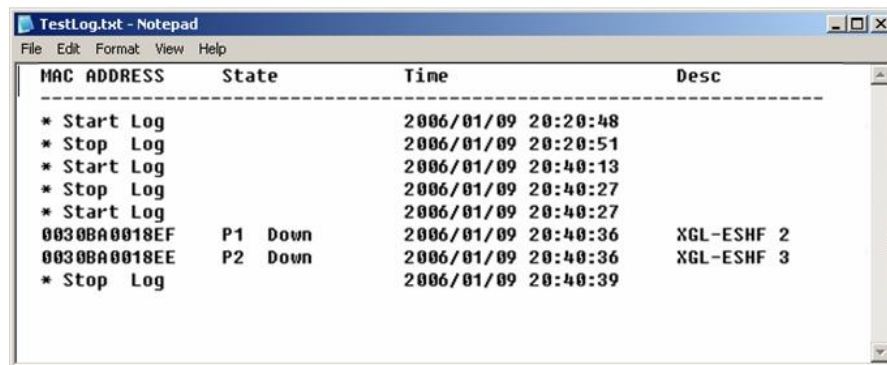 TestLog.txt - Notepad
File Edit Format View Help
MAC ADDRESS State Time Desc
--------------------------------------------------------------------------------
* Start Log 2006/01/09 20:20:48
* Stop Log 2006/01/09 20:20:51
* Start Log 2006/01/09 20:40:13
* Stop Log 2006/01/09 20:40:27
* Start Log 2006/01/09 20:40:27
0030BA0018EF P1 Down 2006/01/09 20:40:36 XGL-ESHF 2
0030BA0018EE P2 Down 2006/01/09 20:40:36 XGL-ESHF 3
* Stop Log 2006/01/09 20:40:39